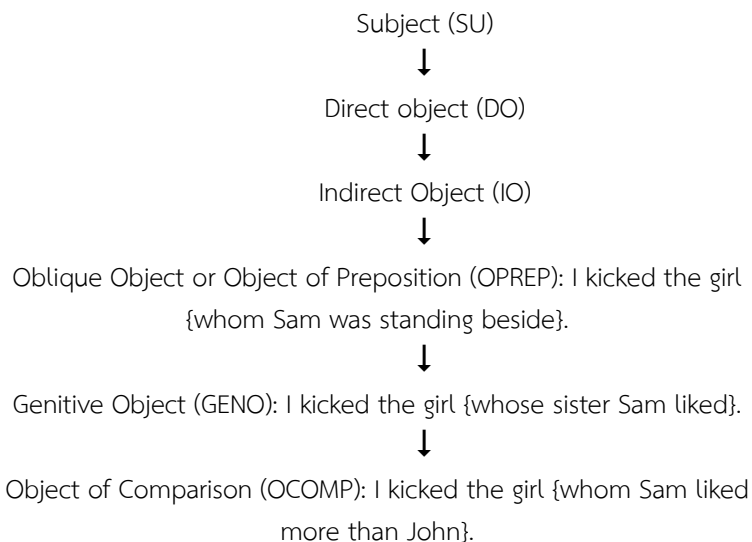 Subject (SU)
↓
Direct object (DO)
↓
Indirect Object (IO)
↓
Oblique Object or Object of Preposition (OPREP): I kicked the girl
{whom Sam was standing beside}.
↓
Genitive Object (GENO): I kicked the girl {whose sister Sam liked}.
↓
Object of Comparison (OCOMP): I kicked the girl {whom Sam liked
more than John}.